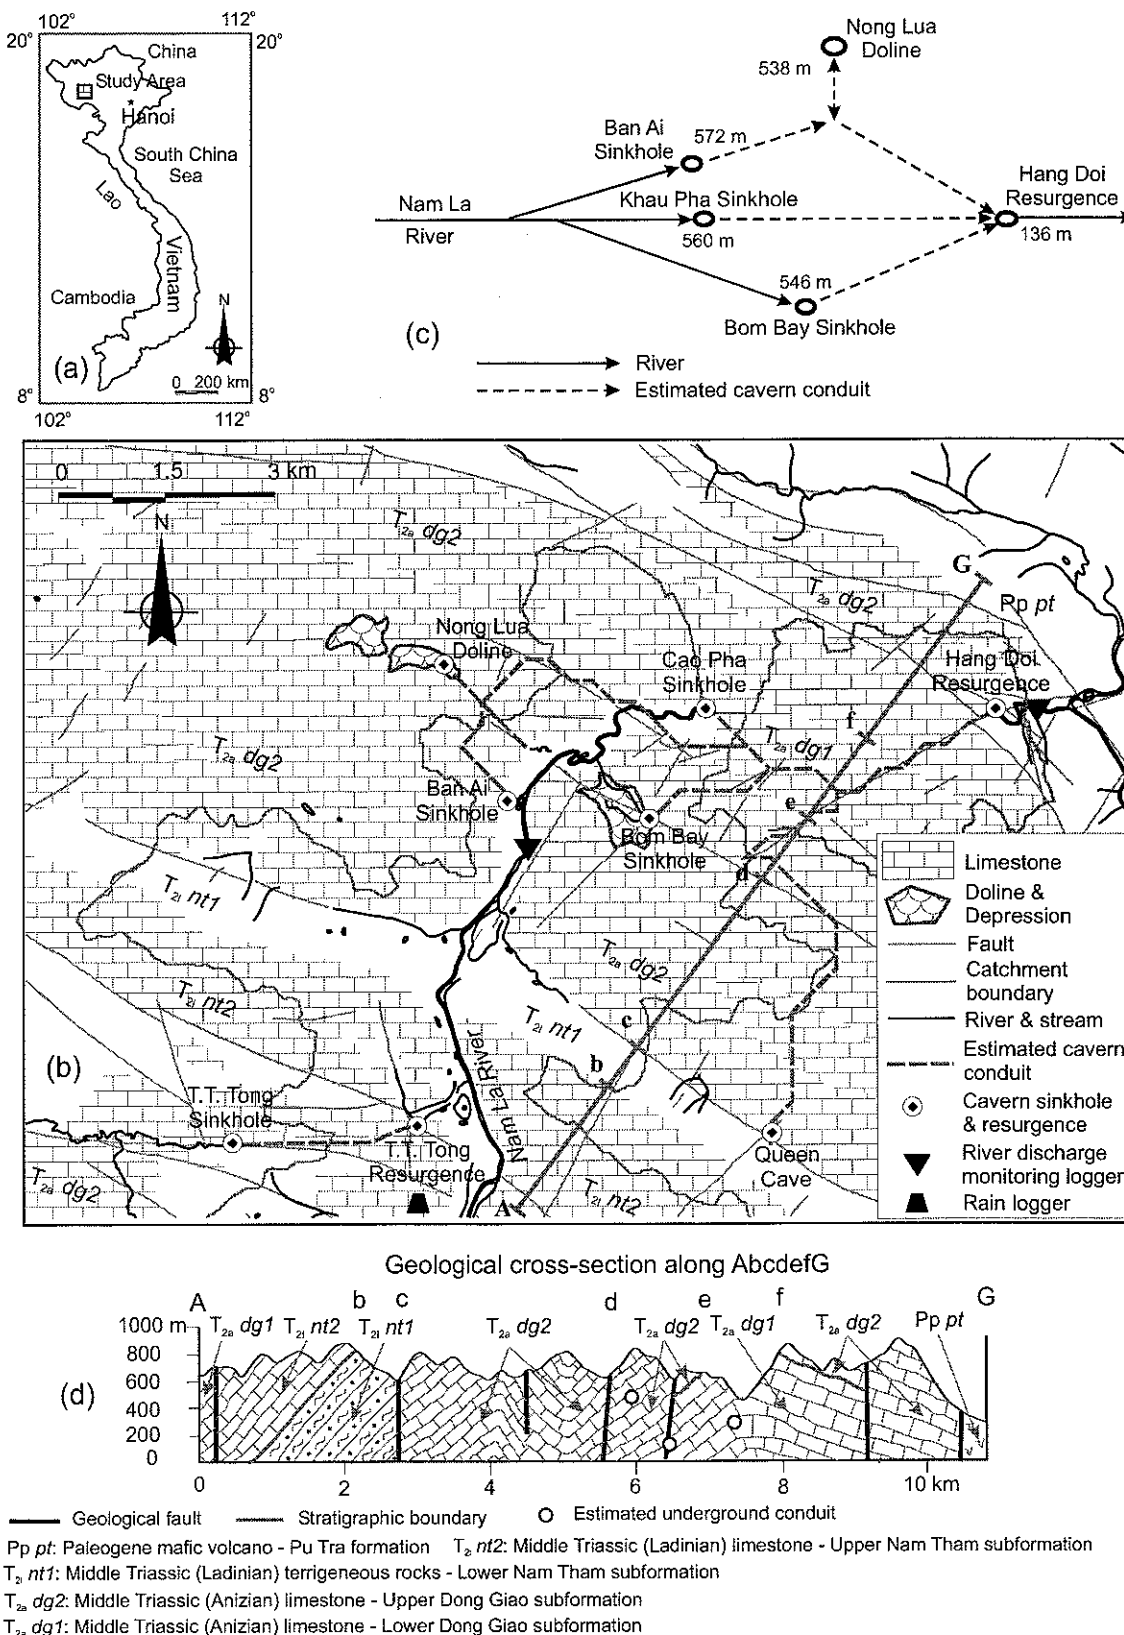 102°
112°
20°
20°
China
Study Area
Hanoi
South China
Sea
Lao
Vietnam
Cambodia
N
(a)
0 200 km
8°
8°
102°
112°
Nong Lua
Doline
538 m
Ban Ai
Sinkhole
572 m
Hang Doi
Resurgence
Nam La
River
Khau Pha Sinkhole
560 m
136 m
546 m
Bom Bay Sinkhole
(c)
River
Estimated cavern conduit
0 1.5 3 km
N
T2a dg2
G
Pp pt
T2a dg2
Nong Lua
Doline
Cao Pha
Sinkhole
Hang Doi
Resurgence
f
T2a dg1
T2a dg2
Ban Ai
Sinkhole
e
Bom Bay
Sinkhole
d
T2l nt1
T2a dg2
T2l nt2
T2l nt1
c
b
(b)
Nam La River
T.T. Tong
Sinkhole
T.T. Tong
Resurgence
Queen
Cave
T2a dg2
A
T2l nt2
Limestone
Doline &
Depression
Fault
Catchment
boundary
River & stream
Estimated cavern
conduit
Cavern sinkhole
& resurgence
River discharge
monitoring logger
Rain logger
Geological cross-section along AbcdefG
A b c d e f G
T2a dg1 T2l nt2 T2l nt1 T2a dg2 T2a dg2 T2a dg1 T2a dg2 Pp pt
1000 m
800
600
400
200
0
(d)
0 2 4 6 8 10 km
Geological fault Stratigraphic boundary Estimated underground conduit
Pp pt: Paleogene mafic volcano - Pu Tra formation T2l nt2: Middle Triassic (Ladinian) limestone - Upper Nam Tham subformation
T2l nt1: Middle Triassic (Ladinian) terrigeneous rocks - Lower Nam Tham subformation
T2a dg2: Middle Triassic (Anizian) limestone - Upper Dong Giao subformation
T2a dg1: Middle Triassic (Anizian) limestone - Lower Dong Giao subformation